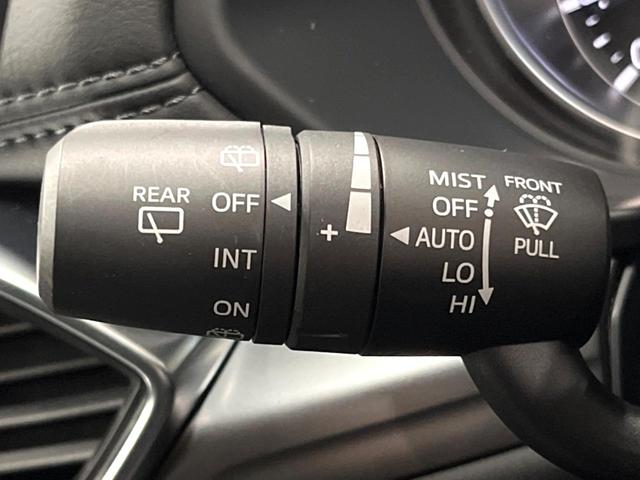 REAR
OFF
INT
ON
+
MIST
OFF
AUTO
LO
HI
FRONT
PULL